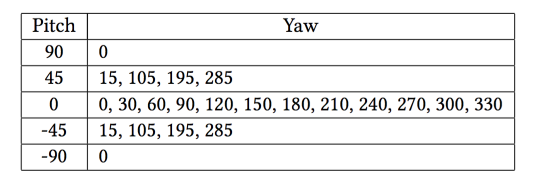 Pitch Yaw
90 0
45 15, 105, 195, 285
0 0, 30, 60, 90, 120, 150, 180, 210, 240, 270, 300, 330
-45 15, 105, 195, 285
-90 0